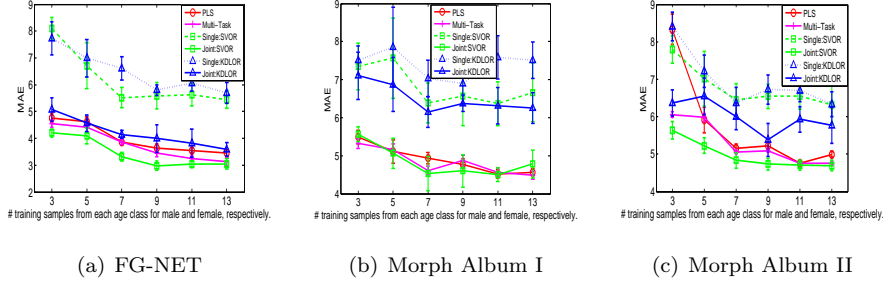 9
8
7
6
5
4
3
2
MAE
3 5 7 9 11 13
PLS
Multi−Task
Single:SVOR
Joint:SVOR
Single:KDLOR
Joint:KDLOR
# training samples from each age class for male and female, respectively.
(a) FG-NET
9
8
7
6
5
4
MAE
3 5 7 9 11 13
PLS
Multi−Task
Single:SVOR
Joint:SVOR
Single:KDLOR
Joint:KDLOR
# training samples from each age class for male and female, respectively.
(b) Morph Album I
9
8
7
6
5
4
MAE
3 5 7 9 11 13
PLS
Multi−Task
Single:SVOR
Joint:SVOR
Single:KDLOR
Joint:KDLOR
# training samples from each age class for male and female, respectively.
(c) Morph Album II